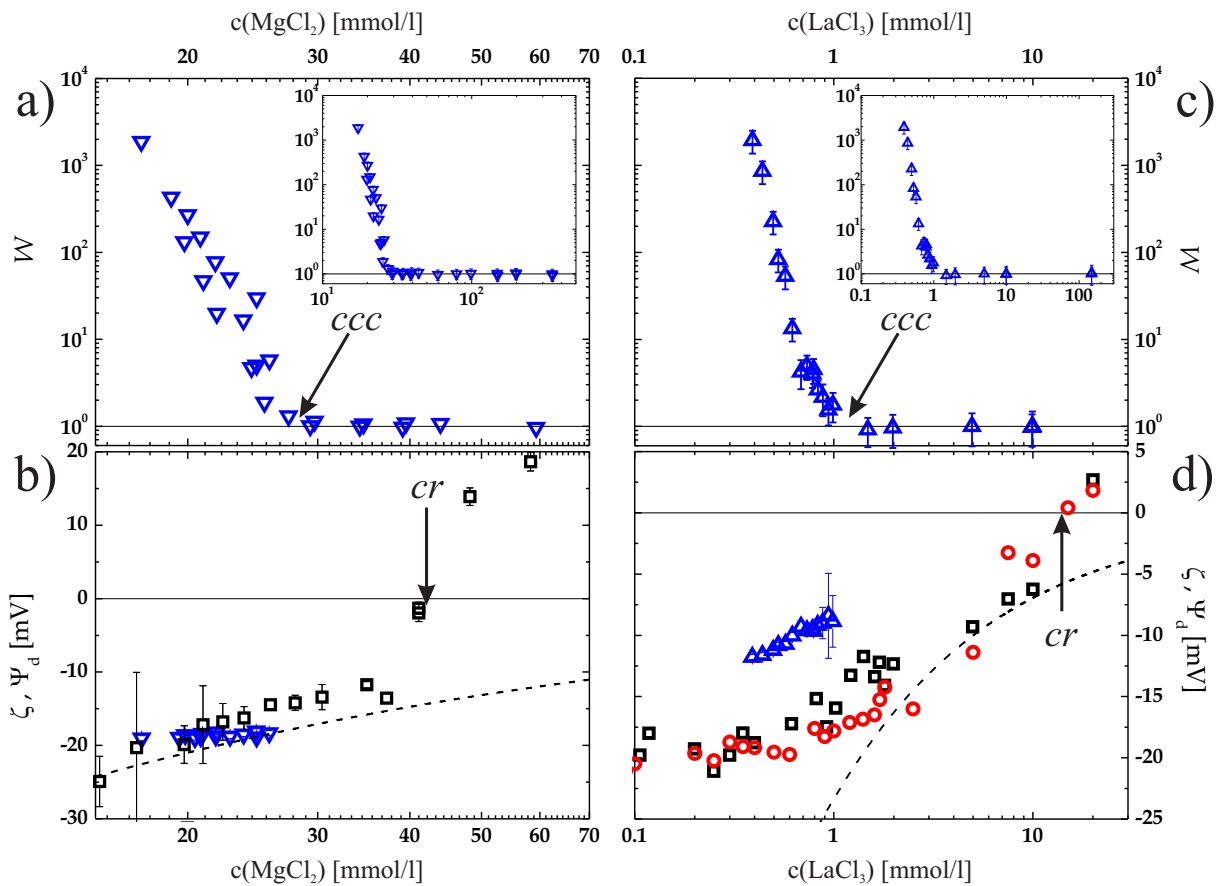 c(MgCl2) [mmol/l]
20 30 40 50 60 70
a)
W
10^4
10^3
10^2
10^1
10^0
10^4
10^3
10^2
10^1
10^0
10^1 10^2
ccc
c(LaCl3) [mmol/l]
0.1 1 10
c)
W
10^4
10^3
10^2
10^1
10^0
10^4
10^3
10^2
10^1
10^0
0.1 1 10 100
ccc
b)
ζ, Ψd [mV]
20
10
0
-10
-20
-30
cr
20 30 40 50 60 70
c(MgCl2) [mmol/l]
d)
ζ, Ψd [mV]
5
0
-5
-10
-15
-20
-25
cr
0.1 1 10
c(LaCl3) [mmol/l]